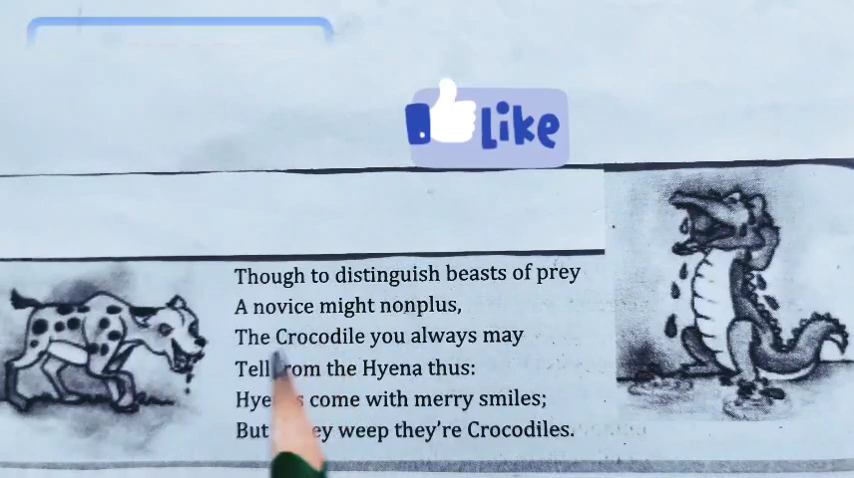 Like
Though to distinguish beasts of prey
A novice might nonplus,
The Crocodile you always may
Tell from the Hyena thus:
come with merry smiles;
But weep they're Crocodiles.